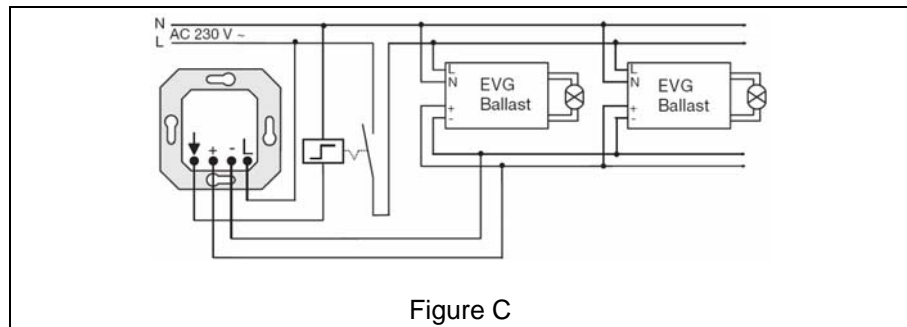 N
AC 230 V ~
L
L
N
EVG
Ballast
+
-
L
N
EVG
Ballast
+
-
+ - L
Figure C